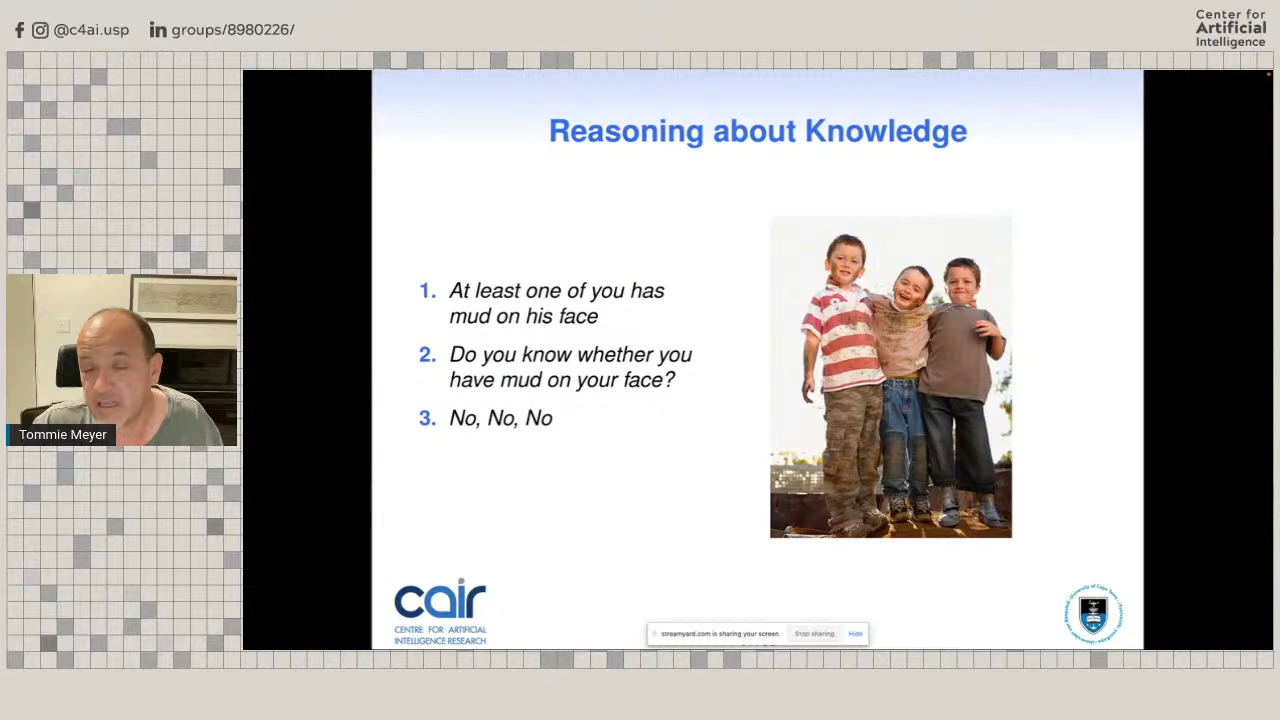 @c4ai.usp
groups/8980226/
Center for
Artificial
Intelligence
Reasoning about Knowledge
1. At least one of you has
mud on his face
2. Do you know whether you
have mud on your face?
3. No, No, No
Tommie Meyer
cair
CENTRE FOR ARTIFICIAL
INTELLIGENCE RESEARCH
streamyard.com is sharing your screen.
Stop sharing
Hide